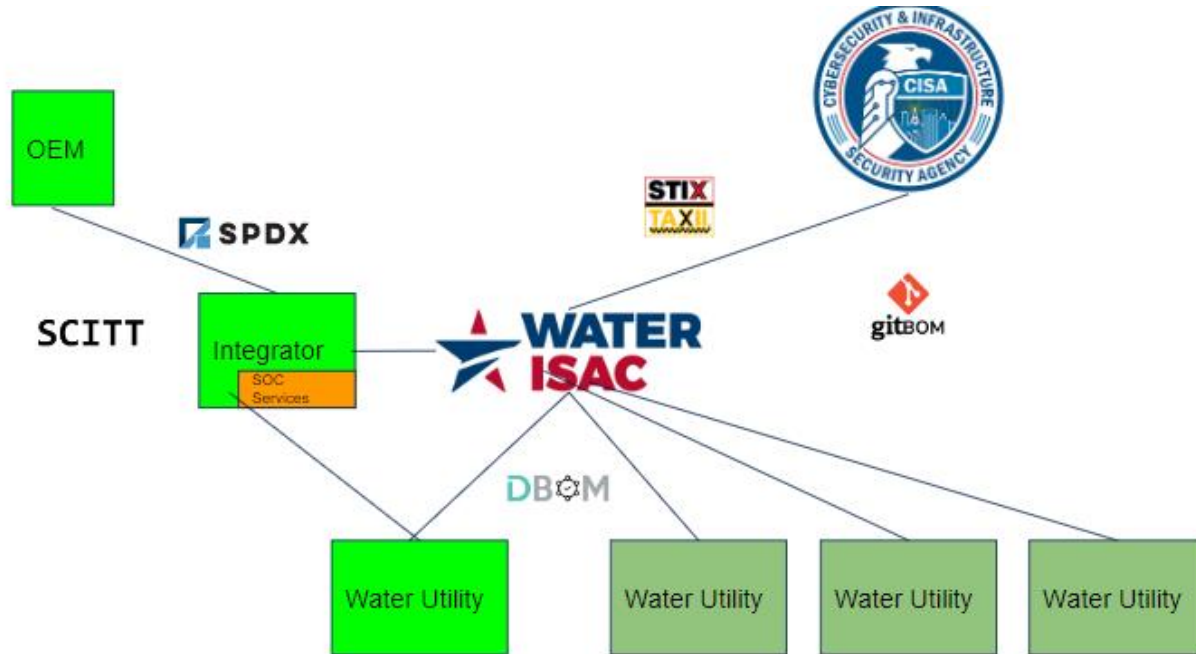 CYBERSECURITY & INFRASTRUCTURE
SECURITY AGENCY
CISA
OEM
STIX
TAXII
SPDX
SCITT
gitBOM
Integrator
SOC
Services
WATER
ISAC
DBOM
Water Utility
Water Utility
Water Utility
Water Utility